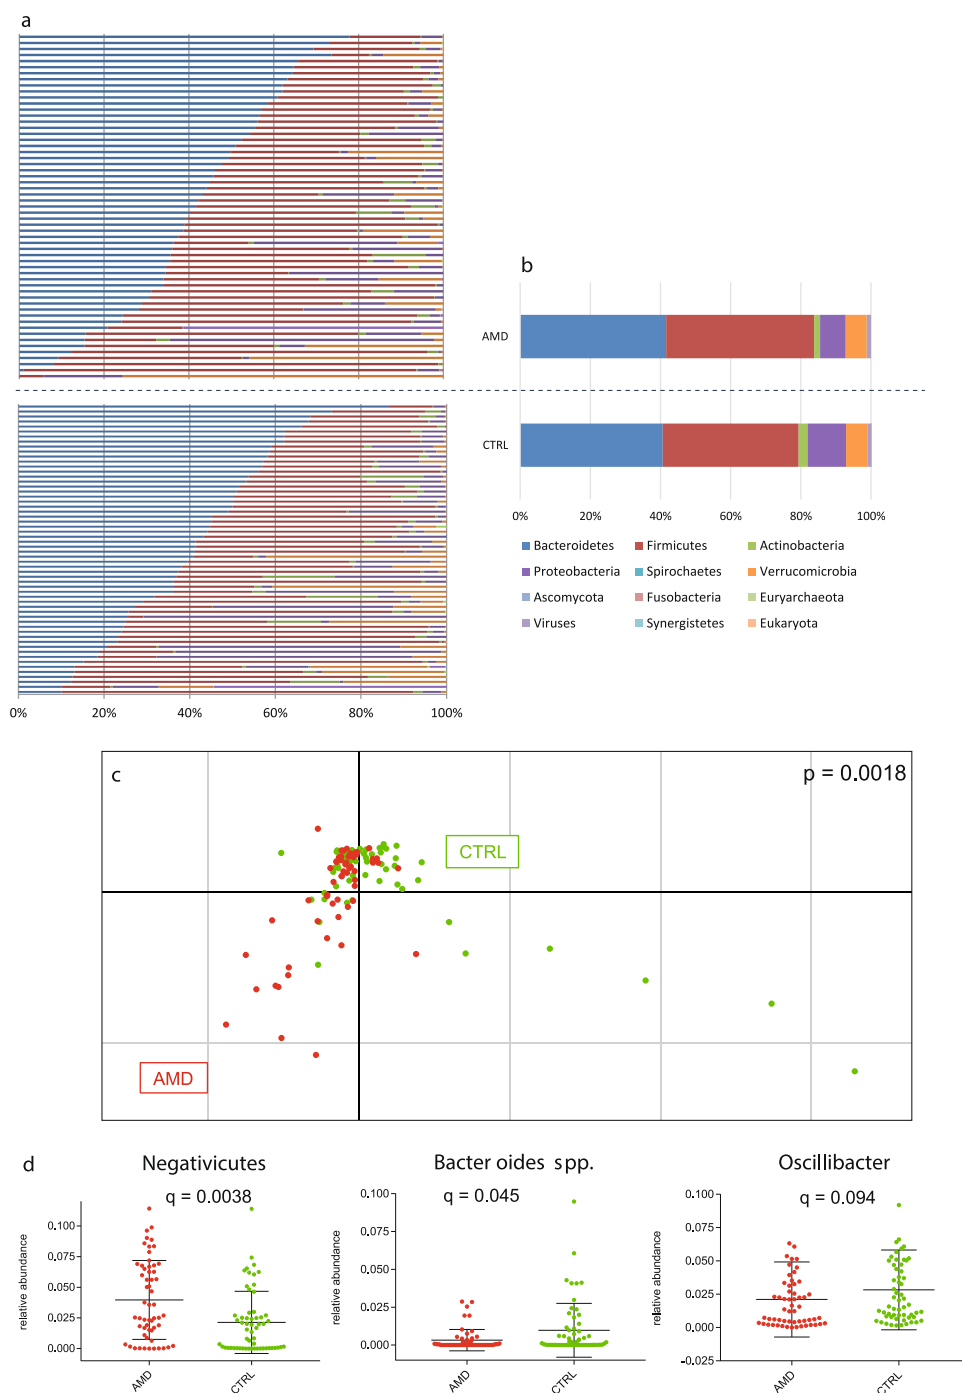 a
0%
20%
40%
60%
80%
100%
b
AMD
CTRL
0%
20%
40%
60%
80%
100%
Bacteroidetes
Firmicutes
Actinobacteria
Proteobacteria
Spirochaetes
Verrucomicrobia
Ascomycota
Fusobacteria
Euryarchaeota
Viruses
Synergistetes
Eukaryota
c
p = 0.0018
CTRL
AMD
d
Negativicutes
q = 0.0038
relative abundance
0.100
0.075
0.050
0.025
0.000
AMD
CTRL
Bacter oides spp.
q = 0.045
relative abundance
0.100
0.075
0.050
0.025
0.000
AMD
CTRL
Oscillibacter
q = 0.094
relative abundance
0.100
0.075
0.050
0.025
0.000
-0.025
AMD
CTRL